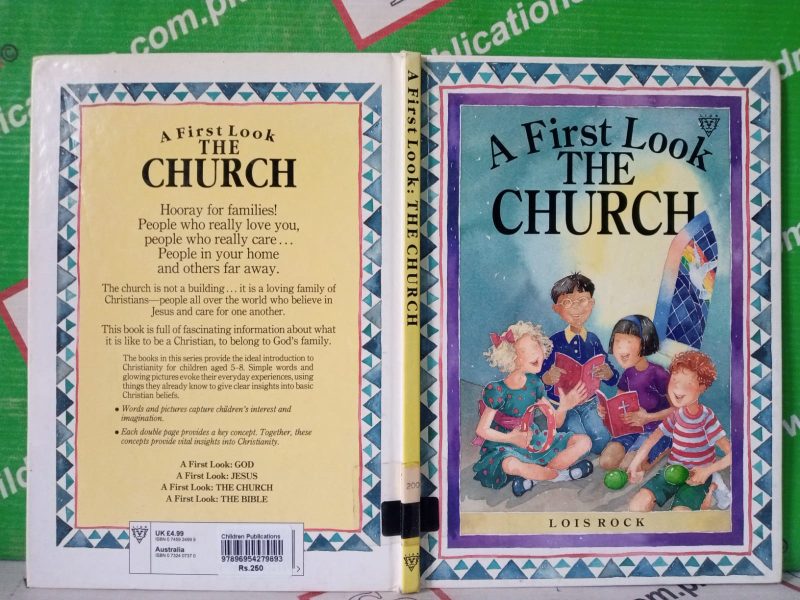 A First Look
THE
CHURCH
Hooray for families!
People who really love you,
people who really care...
People in your home
and others far away.
The church is not a building...it is a loving family of
Christians—people all over the world who believe in
Jesus and care for one another.
This book is full of fascinating information about what
it is like to be a Christian, to belong to God's family.
The books in this series provide the ideal introduction to
Christianity for children aged 5-8. Simple words and
glowing pictures evoke their everyday experiences, using
things they already know to give clear insights into basic
Christian beliefs.
• Words and pictures capture children's interest and
imagination.
• Each double page provides a key concept. Together, these
concepts provide vital insights into Christianity.
A First Look: GOD
A First Look: JESUS
A First Look: THE CHURCH
A First Look: THE BIBLE
UK £4.99
Australia
Children Publications
97896954279693
Rs.250
A First Look: THE CHURCH
200
A First Look
THE
CHURCH
LOIS ROCK
com.p
blications